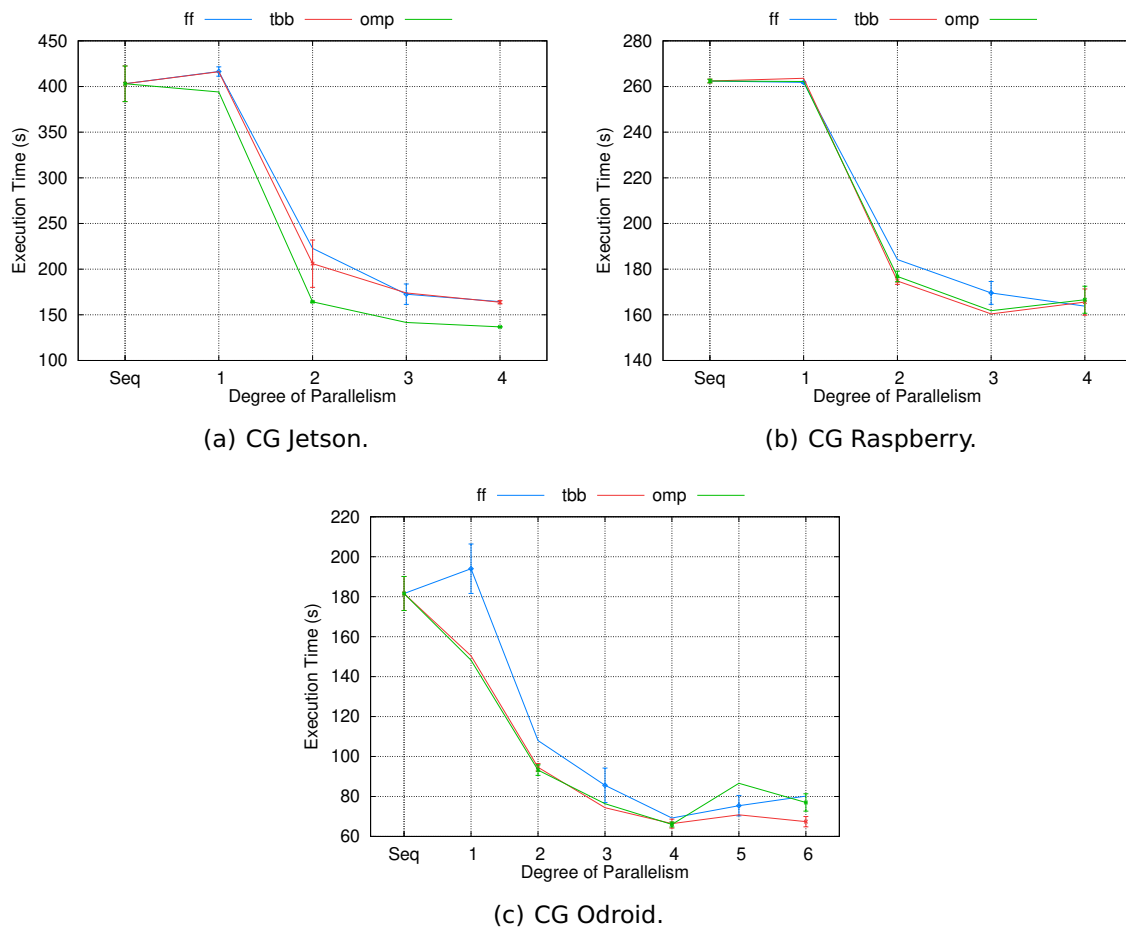 ff tbb omp
450
400
350
300
250
200
150
100
Execution Time (s)
Seq 1 2 3 4
Degree of Parallelism
(a) CG Jetson.
ff tbb omp
280
260
240
220
200
180
160
140
Execution Time (s)
Seq 1 2 3 4
Degree of Parallelism
(b) CG Raspberry.
ff tbb omp
220
200
180
160
140
120
100
80
60
Execution Time (s)
Seq 1 2 3 4 5 6
Degree of Parallelism
(c) CG Odroid.